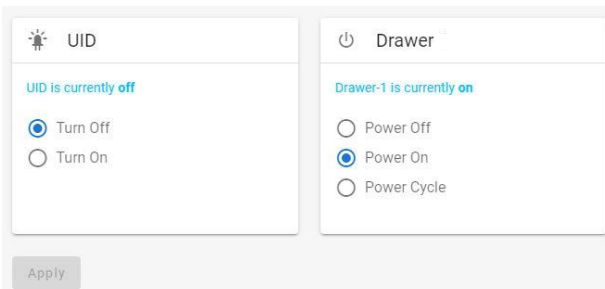 UID
UID is currently off
Turn Off
Turn On
Drawer
Drawer-1 is currently on
Power Off
Power On
Power Cycle
Apply